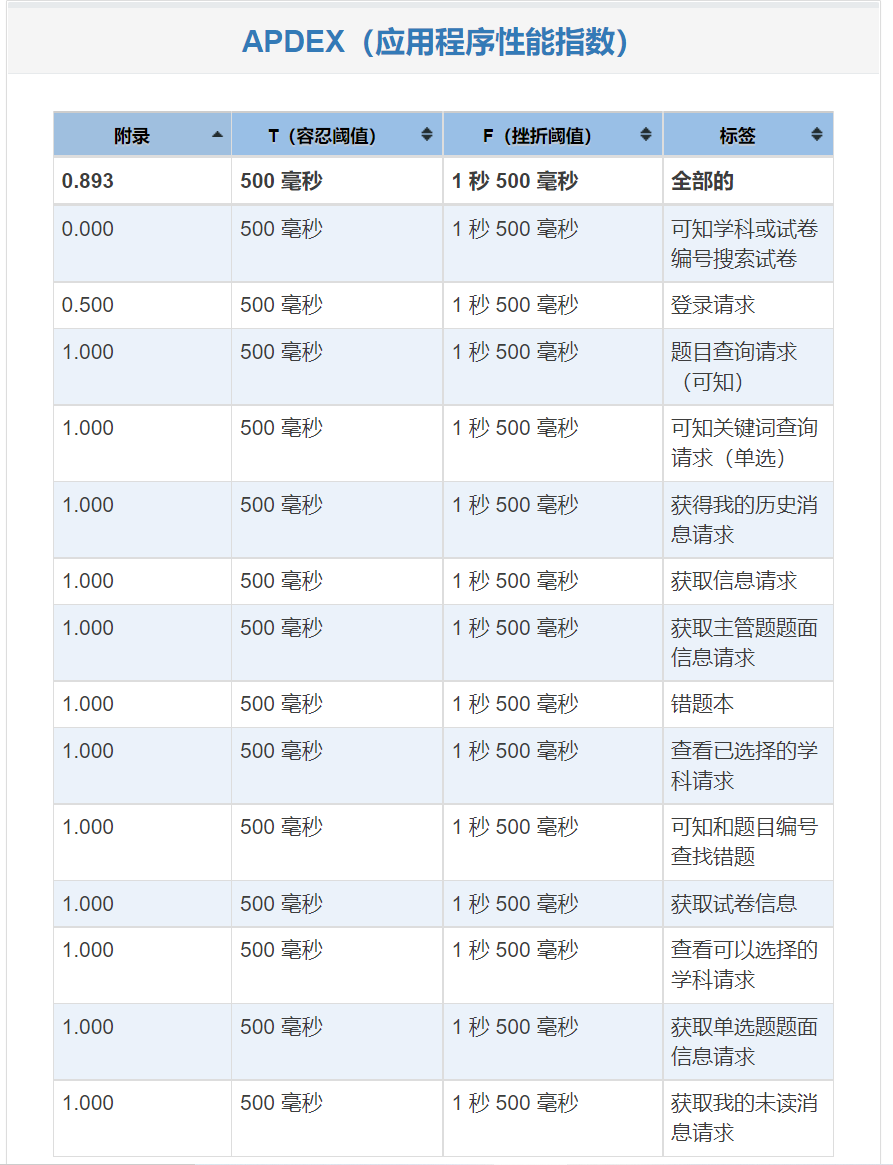 APDEX（应用程序性能指数）
附录 T（容忍阈值） F（挫折阈值） 标签
0.893 500 毫秒 1 秒 500 毫秒 全部的
0.000 500 毫秒 1 秒 500 毫秒 可知学科或试卷
编号搜索试卷
0.500 500 毫秒 1 秒 500 毫秒 登录请求
1.000 500 毫秒 1 秒 500 毫秒 题目查询请求
（可知）
1.000 500 毫秒 1 秒 500 毫秒 可知关键词查询
请求（单选）
1.000 500 毫秒 1 秒 500 毫秒 获得我的历史消
息请求
1.000 500 毫秒 1 秒 500 毫秒 获取信息请求
1.000 500 毫秒 1 秒 500 毫秒 获取主管题题面
信息请求
1.000 500 毫秒 1 秒 500 毫秒 错题本
1.000 500 毫秒 1 秒 500 毫秒 查看已选择的学
科请求
1.000 500 毫秒 1 秒 500 毫秒 可知和题目编号
查找错题
1.000 500 毫秒 1 秒 500 毫秒 获取试卷信息
1.000 500 毫秒 1 秒 500 毫秒 查看可以选择的
学科请求
1.000 500 毫秒 1 秒 500 毫秒 获取单选题题面
信息请求
1.000 500 毫秒 1 秒 500 毫秒 获取我的未读消
息请求